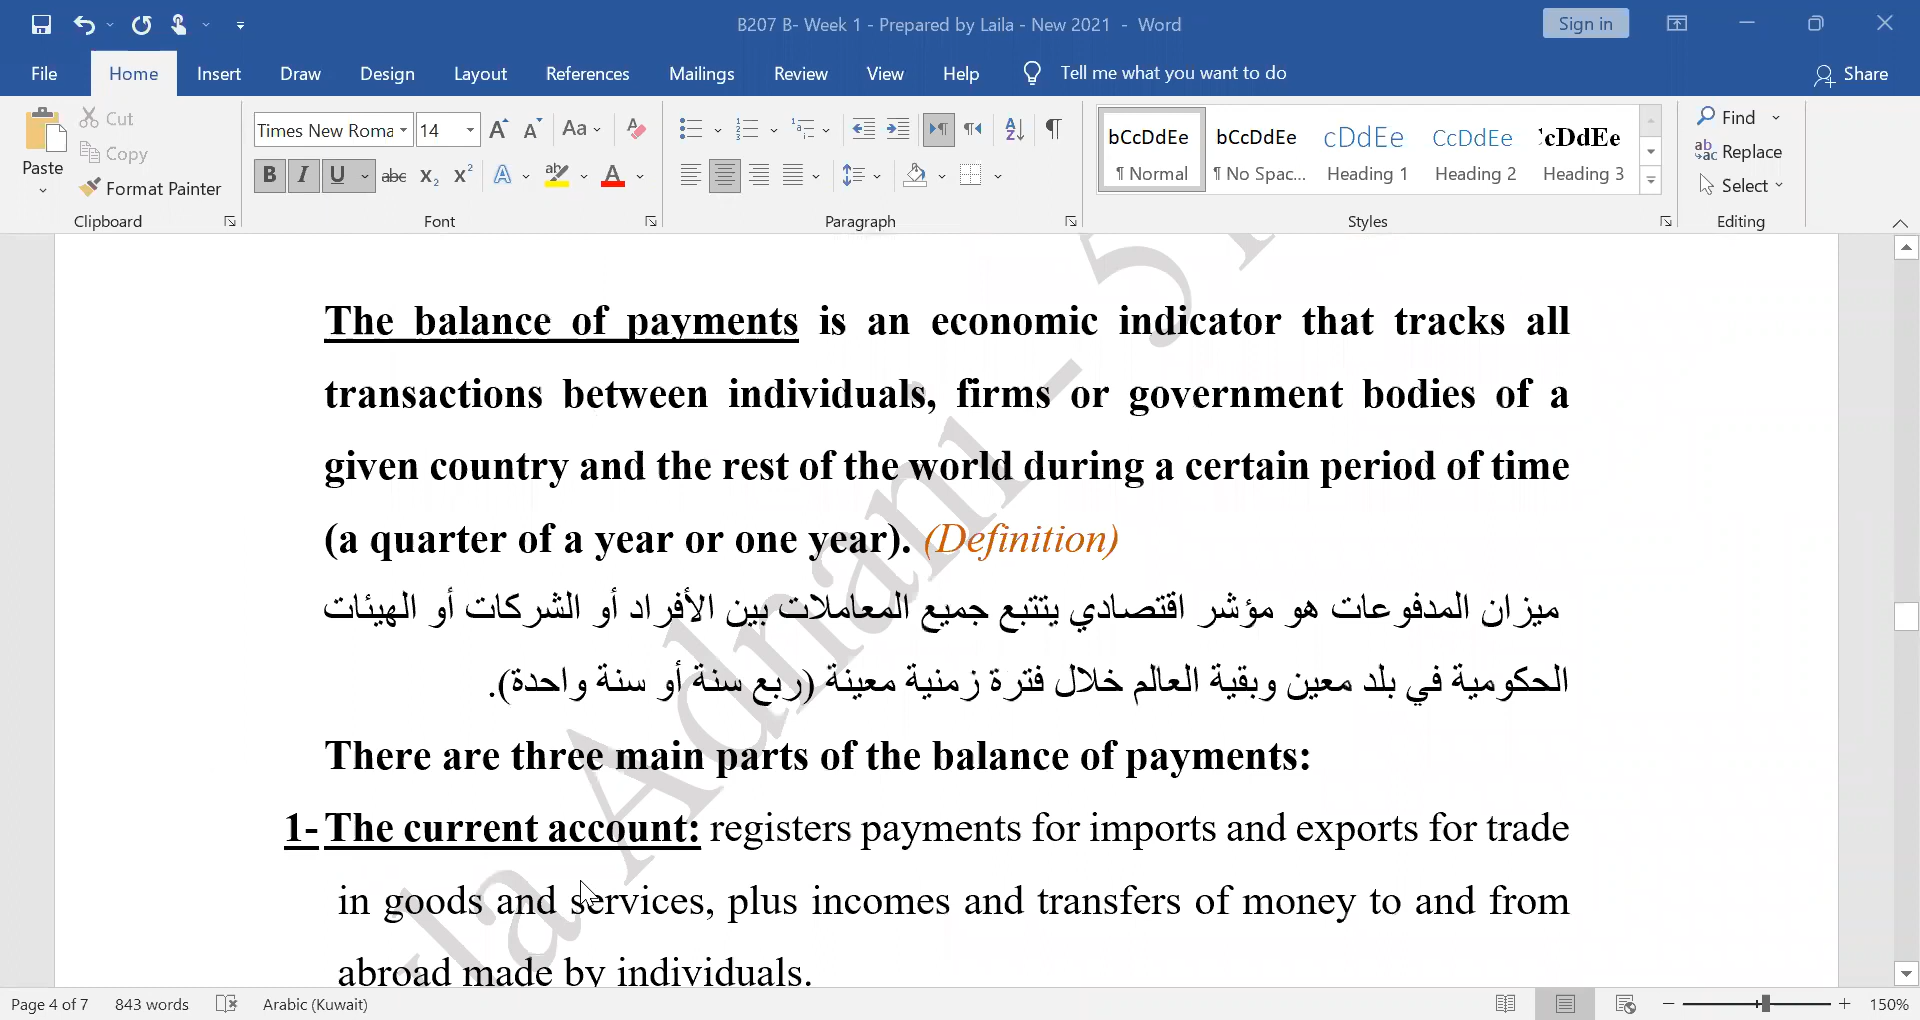 B207 B- Week 1 - Prepared by Laila - New 2021 - Word
Sign in
File Home Insert Draw Design Layout References Mailings Review View Help Tell me what you want to do Share
Paste
Cut
Copy
Format Painter
Clipboard
Times New Roma 14
Font
Paragraph
bCcDdEe bCcDdEe cDdEe CcDdEe cDdEe
¶ Normal ¶ No Spac... Heading 1 Heading 2 Heading 3
Styles
Find
Replace
Select
Editing
The balance of payments is an economic indicator that tracks all
transactions between individuals, firms or government bodies of a
given country and the rest of the world during a certain period of time
(a quarter of a year or one year). (Definition)
ميزان المدفوعات هو مؤشر اقتصادي يتتبع جميع المعاملات بين الأفراد أو الشركات أو الهيئات
الحكومية في بلد معين وبقية العالم خلال فترة زمنية معينة (ربع سنة أو سنة واحدة).
There are three main parts of the balance of payments:
1- The current account: registers payments for imports and exports for trade
in goods and services, plus incomes and transfers of money to and from
abroad made by individuals.
la Adnani - 51
Page 4 of 7 843 words Arabic (Kuwait) 150%